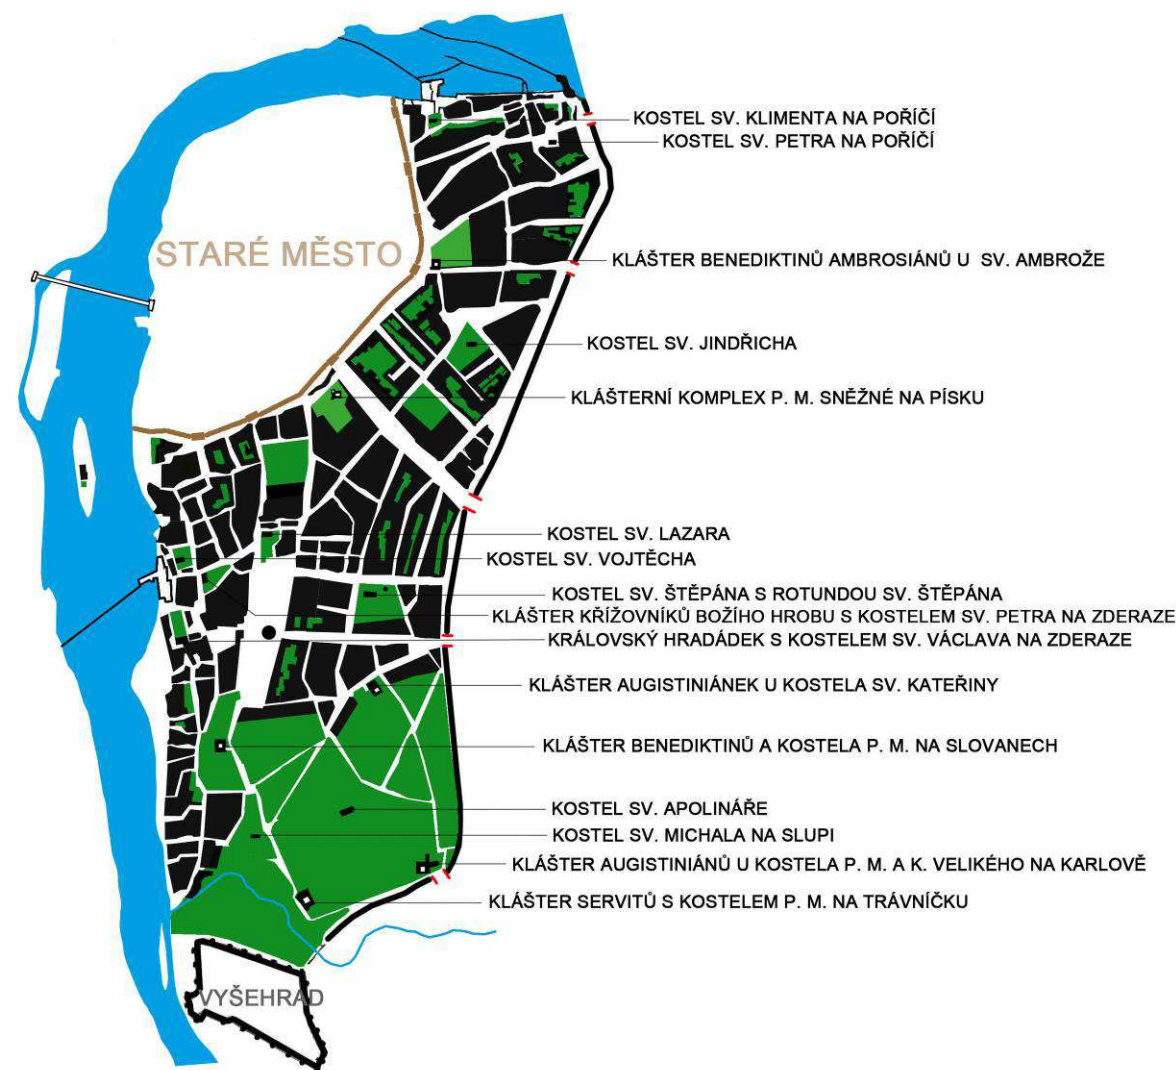 KOSTEL SV. KLIMENTA NA POŘÍČÍ
KOSTEL SV. PETRA NA POŘÍČÍ
STARÉ MĚSTO
KLÁŠTER BENEDIKTINŮ AMBROSIÁNŮ U SV. AMBROŽE
KOSTEL SV. JINDŘICHA
KLÁŠTERNÍ KOMPLEX P. M. SNĚŽNÉ NA PÍSKU
KOSTEL SV. LAZARA
KOSTEL SV. VOJTĚCHA
KOSTEL SV. ŠTĚPÁNA S ROTUNDOU SV. ŠTĚPÁNA
KLÁŠTER KŘÍŽOVNÍKŮ BOŽÍHO HROBU S KOSTELEM SV. PETRA NA ZDERAZE
KRÁLOVSKÝ HRADÁDEK S KOSTELEM SV. VÁCLAVA NA ZDERAZE
KLÁŠTER AUGISTINIÁNEK U KOSTELA SV. KATEŘINY
KLÁŠTER BENEDIKTINŮ A KOSTELA P. M. NA SLOVANECH
KOSTEL SV. APOLINÁŘE
KOSTEL SV. MICHALA NA SLUPI
KLÁŠTER AUGISTINIÁNŮ U KOSTELA P. M. A K. VELIKÉHO NA KARLOVĚ
KLÁŠTER SERVITŮ S KOSTELEM P. M. NA TRÁVNÍČKU
VYŠEHRAD